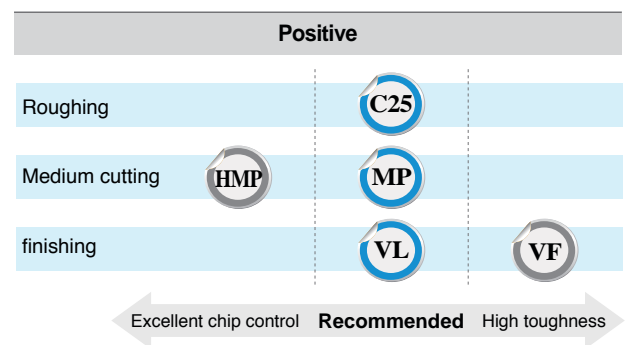 Positive
Roughing
C25
Medium cutting
HMP
MP
finishing
VL
VF
Excellent chip control Recommended High toughness